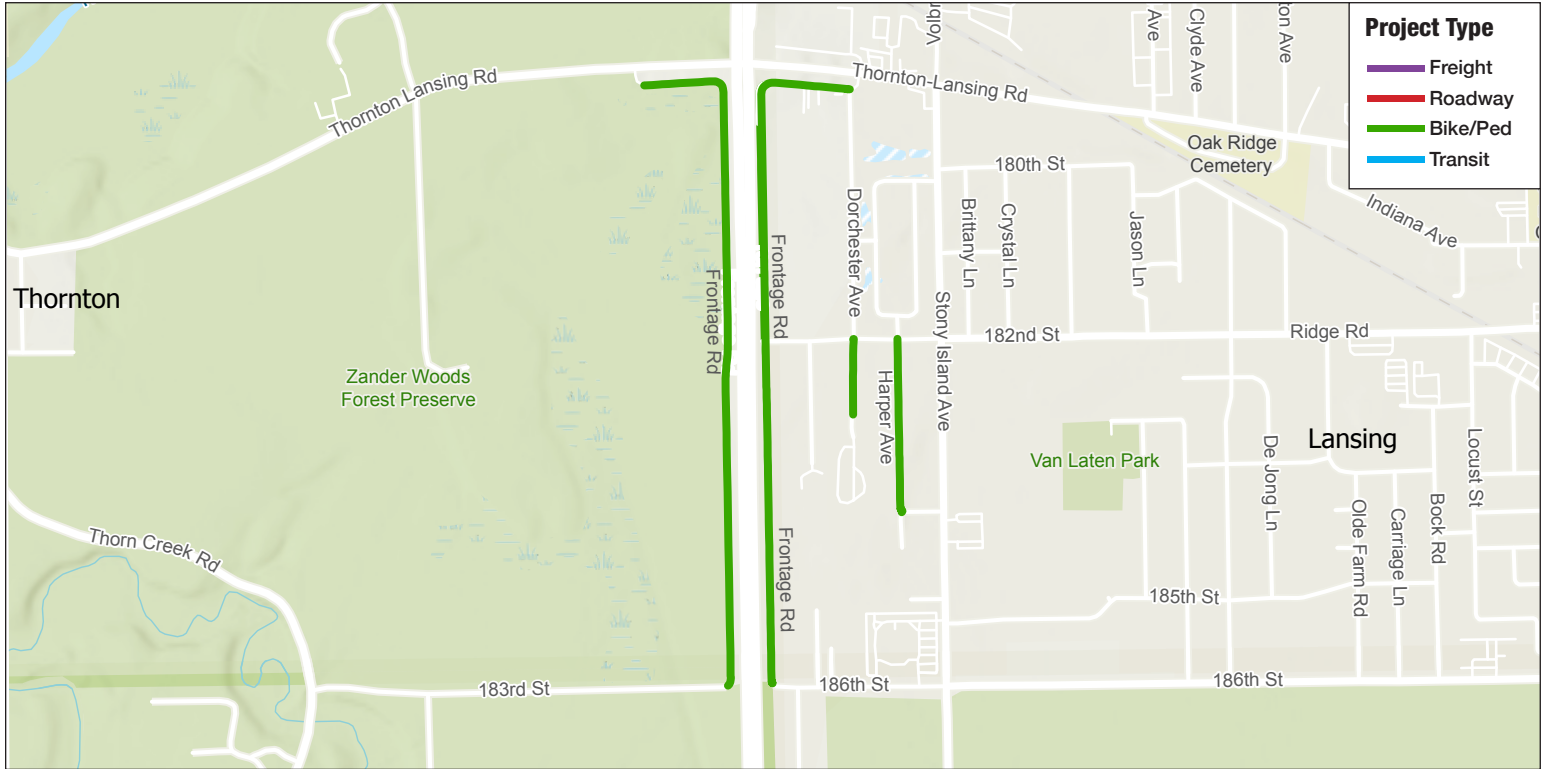 Project Type
Freight
Roadway
Bike/Ped
Transit
Volbr
Ave
Clyde Ave
ton Ave
Thornton Lansing Rd
Thornton-Lansing Rd
Oak Ridge
Cemetery
180th St
Indiana Ave
Dorchester Ave
Brittany Ln
Crystal Ln
Jason Ln
Frontage Rd
Frontage Rd
Thornton
Stony Island Ave
182nd St
Ridge Rd
Zander Woods
Forest Preserve
Harper Ave
Van Laten Park
De Jong Ln
Lansing
Locust St
Olde Farm Rd
Carriage Ln
Bock Rd
Thorn Creek Rd
Frontage Rd
185th St
183rd St
186th St
186th St